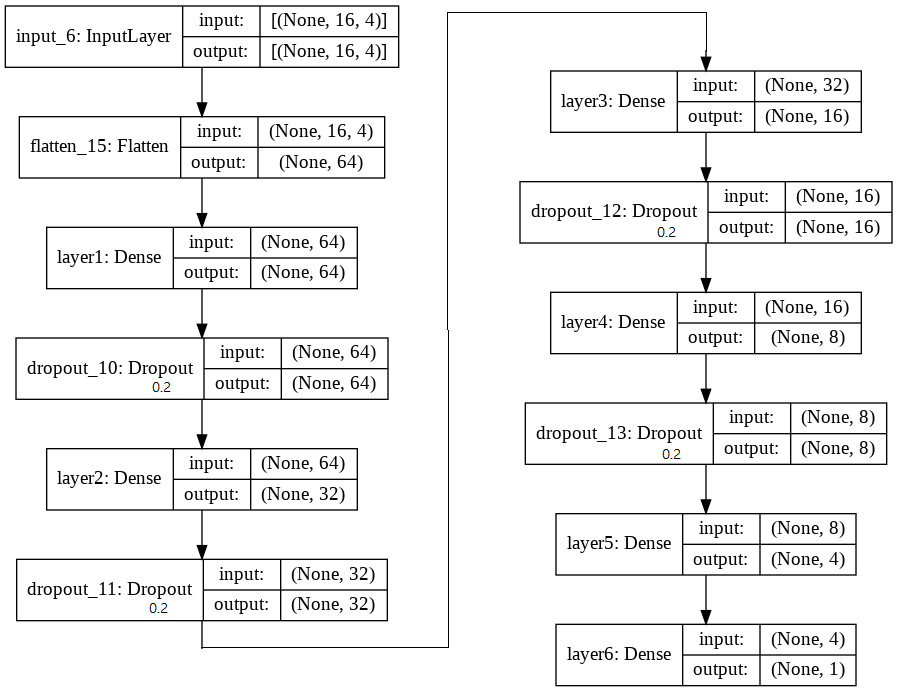 input_6: InputLayer
input: [(None, 16, 4)]
output: [(None, 16, 4)]
flatten_15: Flatten
input: (None, 16, 4)
output: (None, 64)
layer1: Dense
input: (None, 64)
output: (None, 64)
dropout_10: Dropout
0.2
input: (None, 64)
output: (None, 64)
layer2: Dense
input: (None, 64)
output: (None, 32)
dropout_11: Dropout
0.2
input: (None, 32)
output: (None, 32)
layer3: Dense
input: (None, 32)
output: (None, 16)
dropout_12: Dropout
0.2
input: (None, 16)
output: (None, 16)
layer4: Dense
input: (None, 16)
output: (None, 8)
dropout_13: Dropout
0.2
input: (None, 8)
output: (None, 8)
layer5: Dense
input: (None, 8)
output: (None, 4)
layer6: Dense
input: (None, 4)
output: (None, 1)